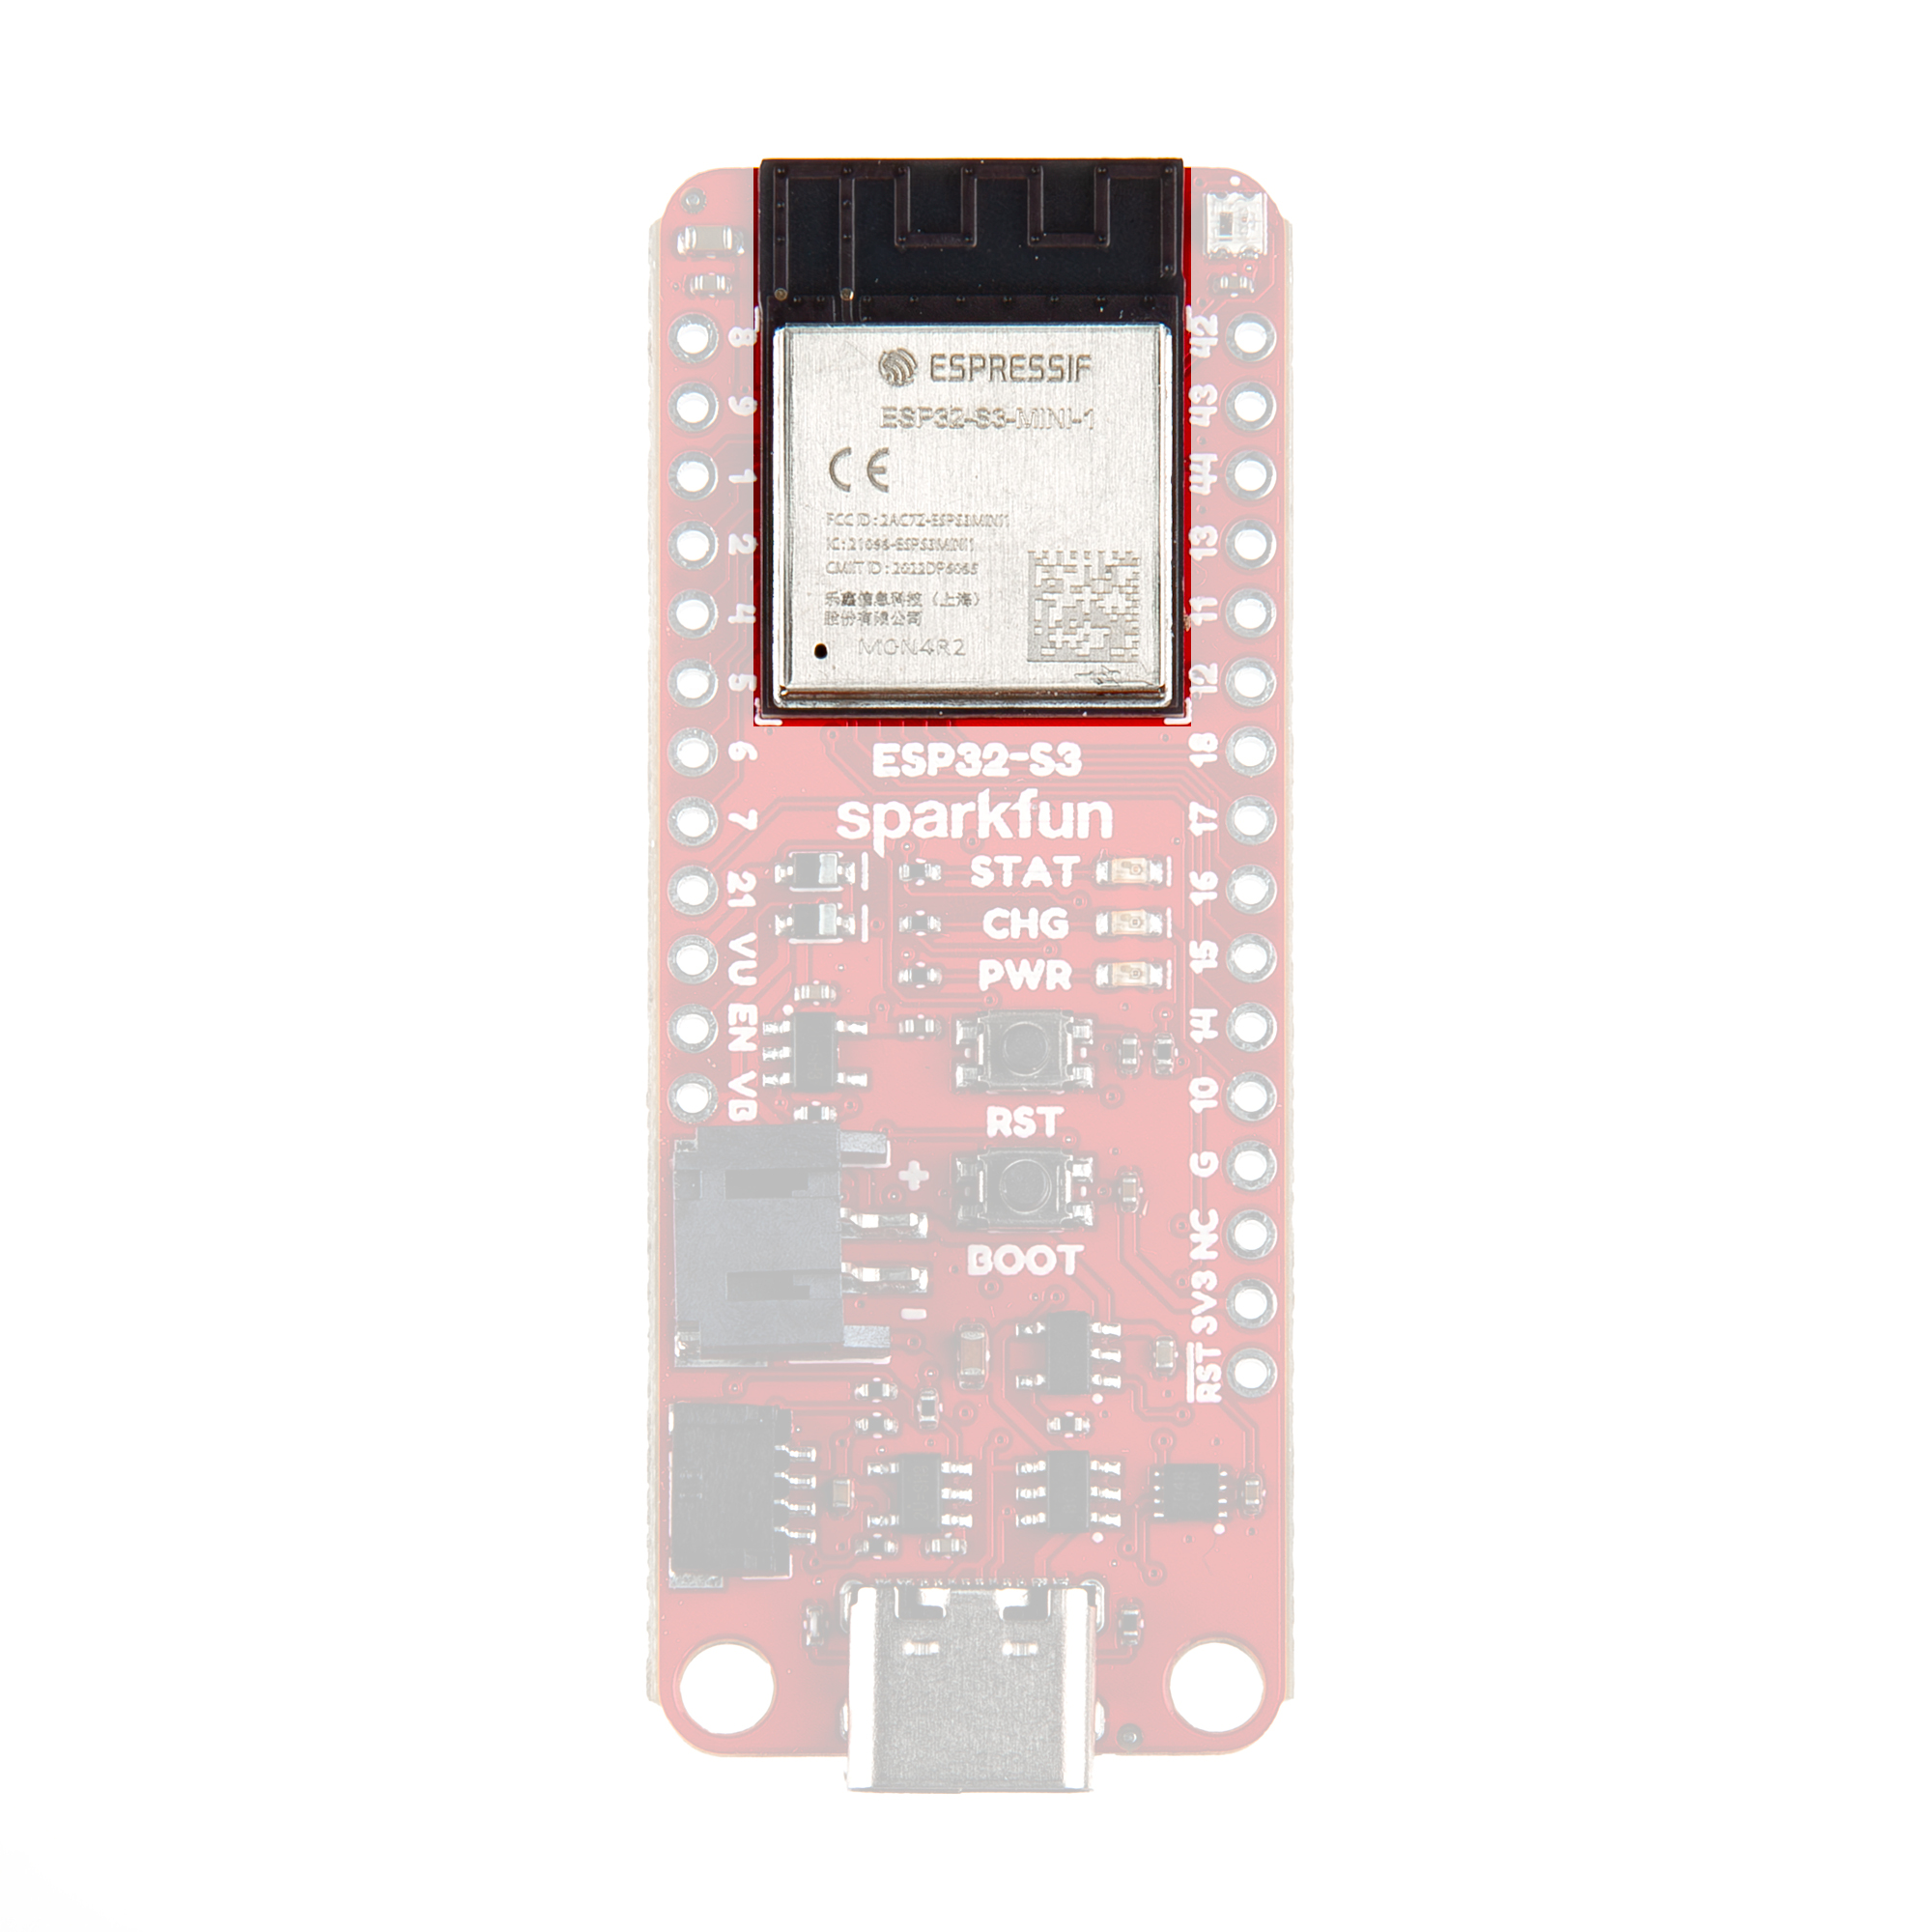 ESPRESSIF
ESP32-S3-MINI-1
CE
FCC ID: 2AC7Z-ESPS3MINI1
IC: 21098-ESPS3MINI1
CMIIT ID: 2022DP6065
乐鑫信息科技（上海）
股份有限公司
M0N4R2
8
9
1
2
4
5
6
7
21
VU
EN
VB
42
43
44
13
11
12
18
17
16
15
14
10
G
NC
3V3
RST
ESP32-S3
sparkfun
STAT
CHG
PWR
RST
+
BOOT
-